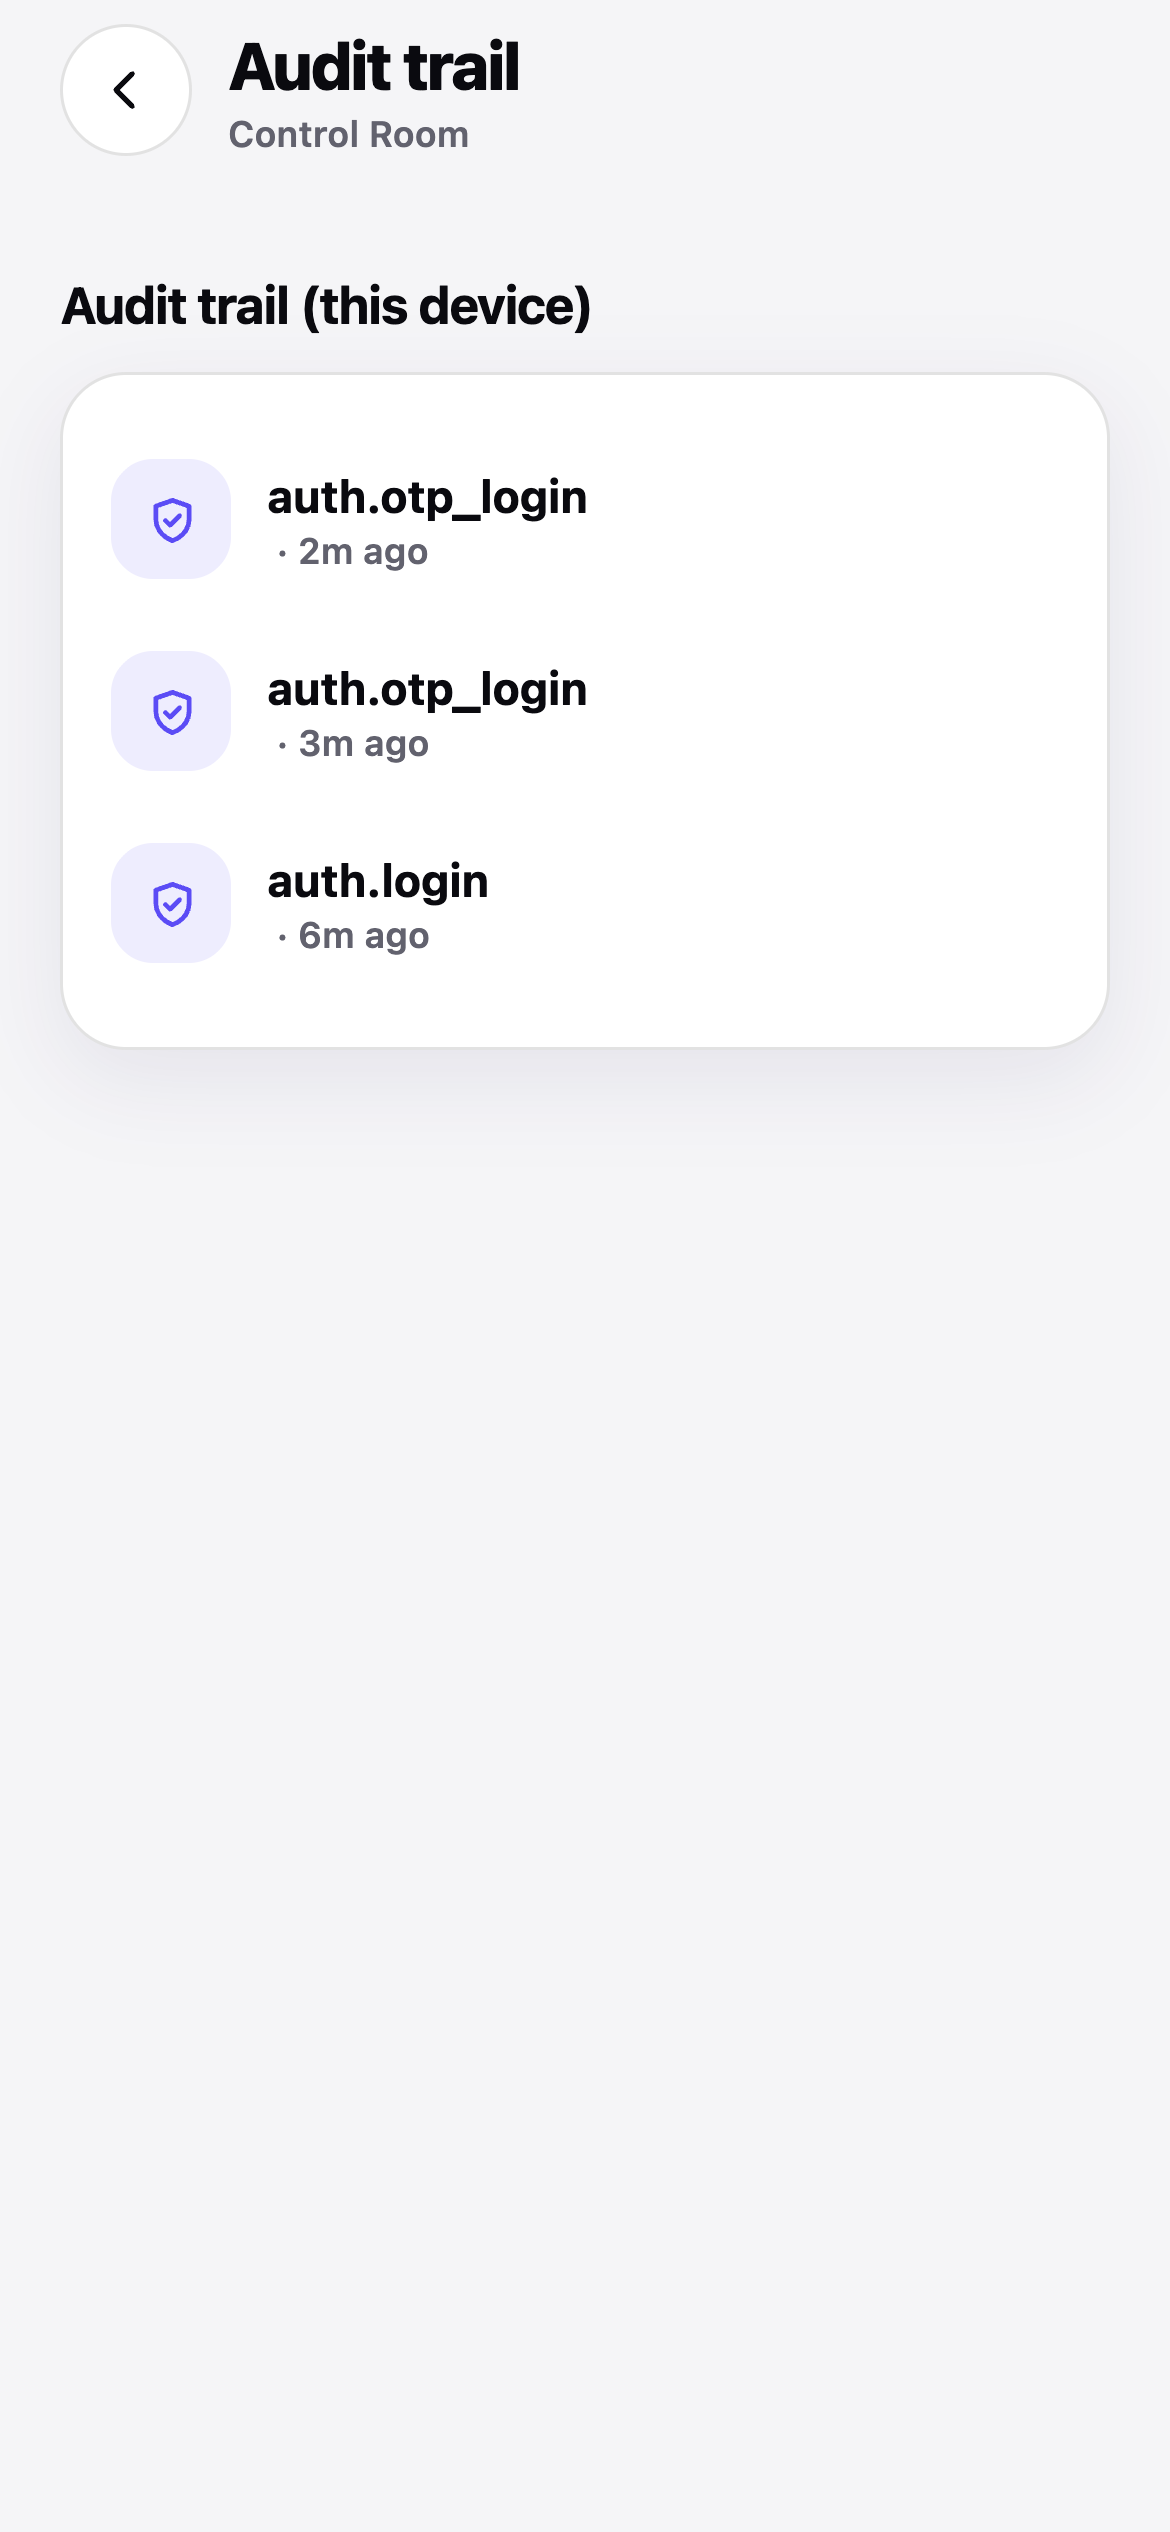 Audit trail
Control Room
Audit trail (this device)
auth.otp_login
· 2m ago
auth.otp_login
· 3m ago
auth.login
· 6m ago